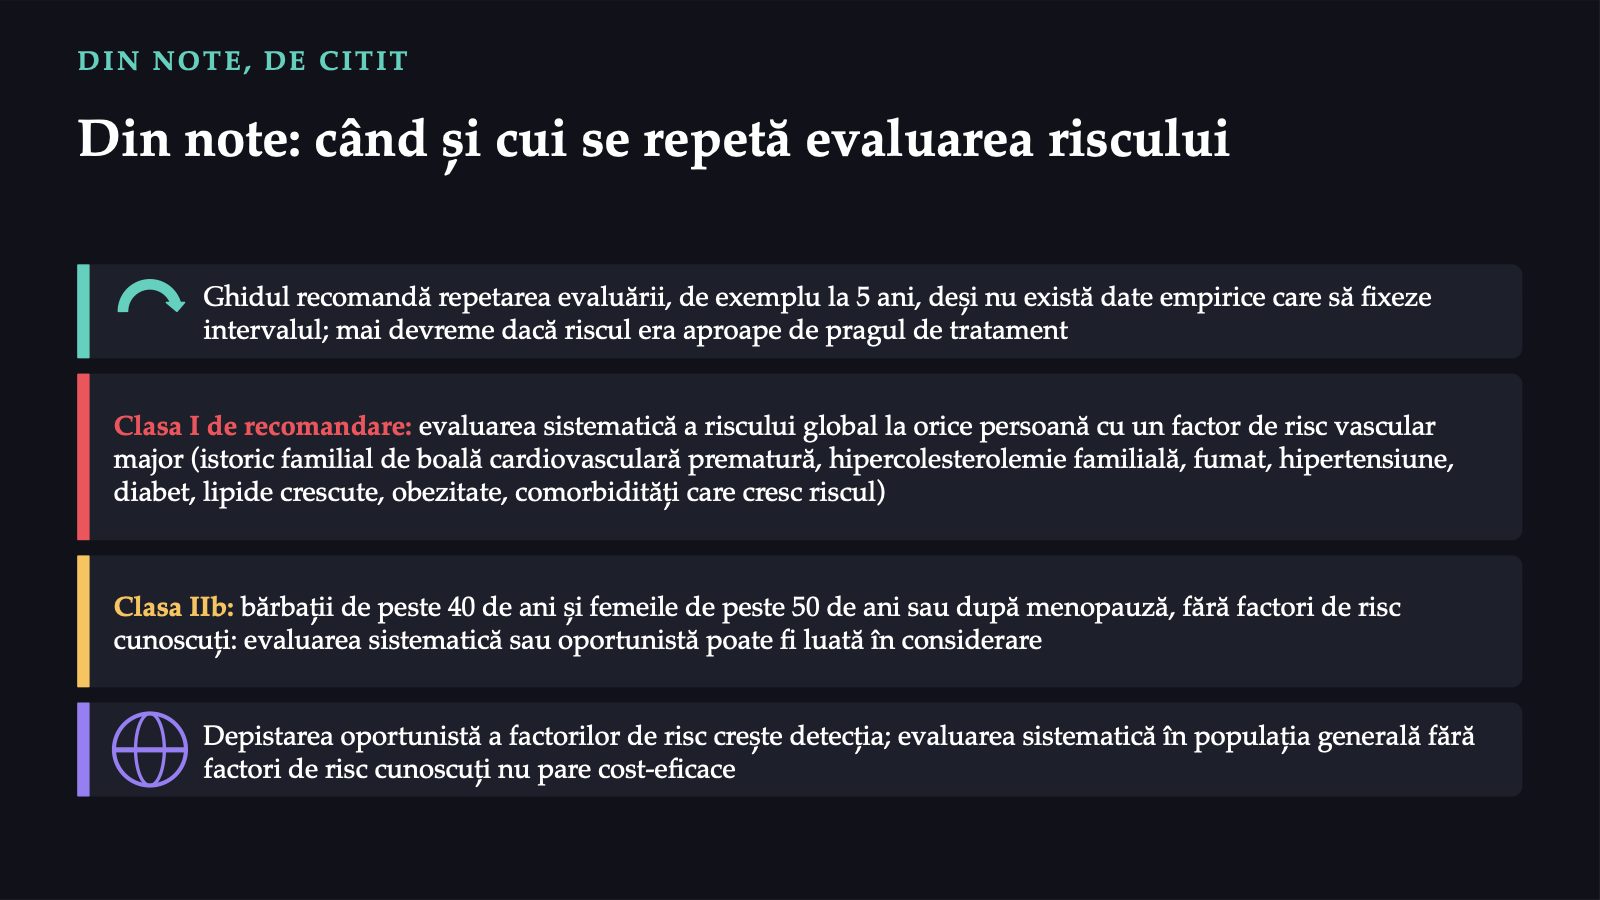 DIN NOTE, DE CITIT
Din note: când și cui se repetă evaluarea riscului
Ghidul recomandă repetarea evaluării, de exemplu la 5 ani, deși nu există date empirice care să fixeze
intervalul; mai devreme dacă riscul era aproape de pragul de tratament
Clasa I de recomandare: evaluarea sistematică a riscului global la orice persoană cu un factor de risc vascular
major (istoric familial de boală cardiovasculară prematură, hipercolesterolemie familială, fumat, hipertensiune,
diabet, lipide crescute, obezitate, comorbidități care cresc riscul)
Clasa IIb: bărbații de peste 40 de ani și femeile de peste 50 de ani sau după menopauză, fără factori de risc
cunoscuți: evaluarea sistematică sau oportunistă poate fi luată în considerare
Depistarea oportunistă a factorilor de risc crește detecția; evaluarea sistematică în populația generală fără
factori de risc cunoscuți nu pare cost-eficace